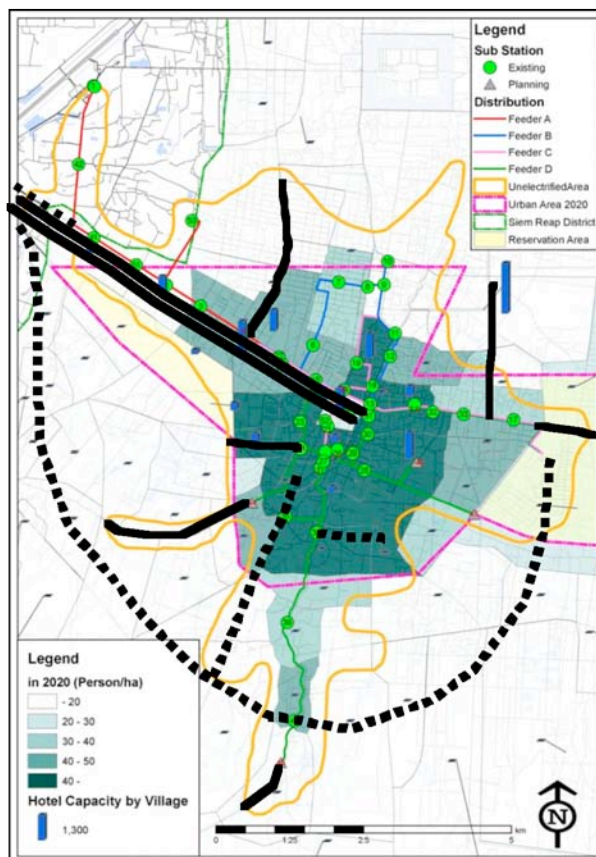 Legend
Sub Station
Existing
Planning
Distribution
Feeder A
Feeder B
Feeder C
Feeder D
UnelectrifiedArea
Urban Area 2020
Siem Reap District
Reservation Area
Legend
in 2020 (Person/ha)
- 20
20 - 30
30 - 40
40 - 50
40 -
Hotel Capacity by Village
1,300
km
0
1.25
2.5
5
N